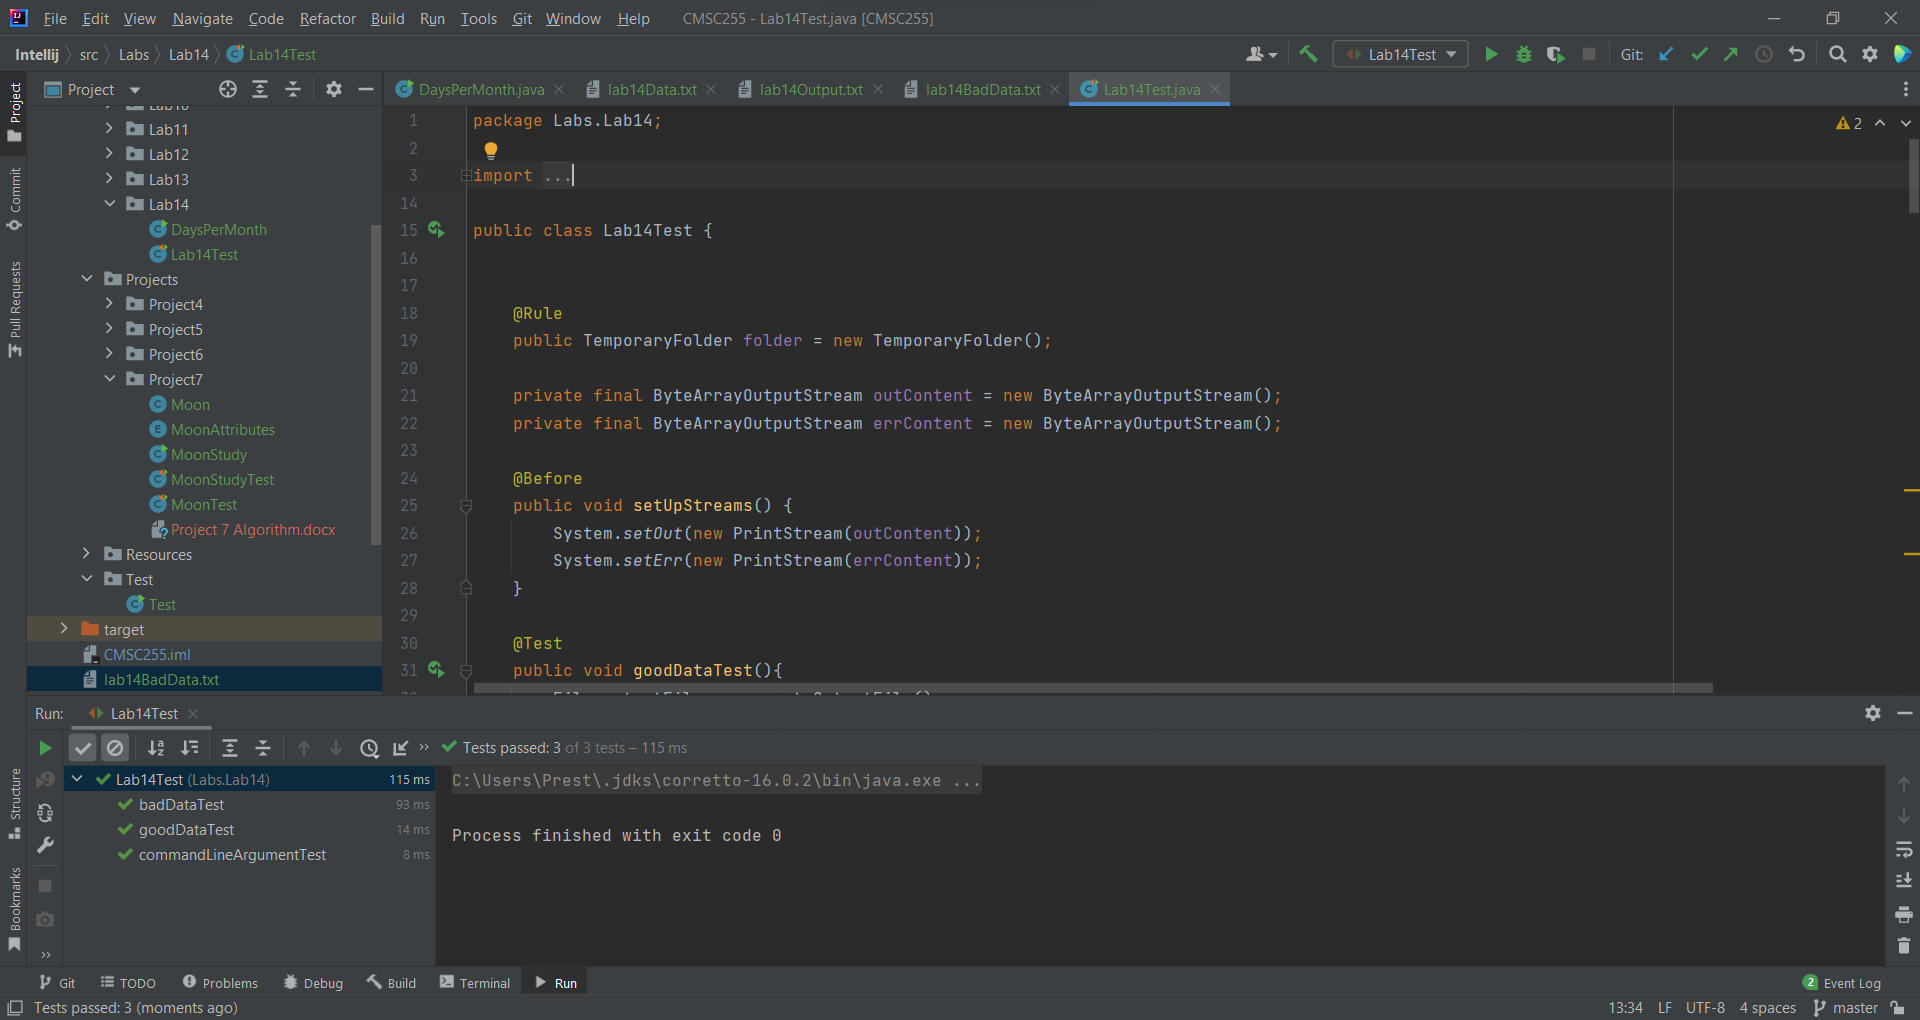 File Edit View Navigate Code Refactor Build Run Tools Git Window Help CMSC255 - Lab14Test.java [CMSC255]
Intellij src Labs Lab14 Lab14Test
Lab14Test Git:
Project
DaysPerMonth.java lab14Data.txt lab14Output.txt lab14BadData.txt Lab14Test.java
Project
Commit
Pull Requests
Structure
Bookmarks
Lab10
Lab11
Lab12
Lab13
Lab14
DaysPerMonth
Lab14Test
Projects
Project4
Project5
Project6
Project7
Moon
MoonAttributes
MoonStudy
MoonStudyTest
MoonTest
Project 7 Algorithm.docx
Resources
Test
Test
target
CMSC255.iml
lab14BadData.txt
2
1 package Labs.Lab14;
2
3 import ...
14
15 public class Lab14Test {
16
17
18 @Rule
19 public TemporaryFolder folder = new TemporaryFolder();
20
21 private final ByteArrayOutputStream outContent = new ByteArrayOutputStream();
22 private final ByteArrayOutputStream errContent = new ByteArrayOutputStream();
23
24 @Before
25 public void setUpStreams() {
26 System.setOut(new PrintStream(outContent));
27 System.setErr(new PrintStream(errContent));
28 }
29
30 @Test
31 public void goodDataTest(){
Run: Lab14Test
Tests passed: 3 of 3 tests – 115 ms
Lab14Test (Labs.Lab14) 115 ms
badDataTest 93 ms
goodDataTest 14 ms
commandLineArgumentTest 8 ms
C:\Users\Prest\.jdks\corretto-16.0.2\bin\java.exe ...
Process finished with exit code 0
Git TODO Problems Debug Build Terminal Run 2 Event Log
Tests passed: 3 (moments ago) 13:34 LF UTF-8 4 spaces master